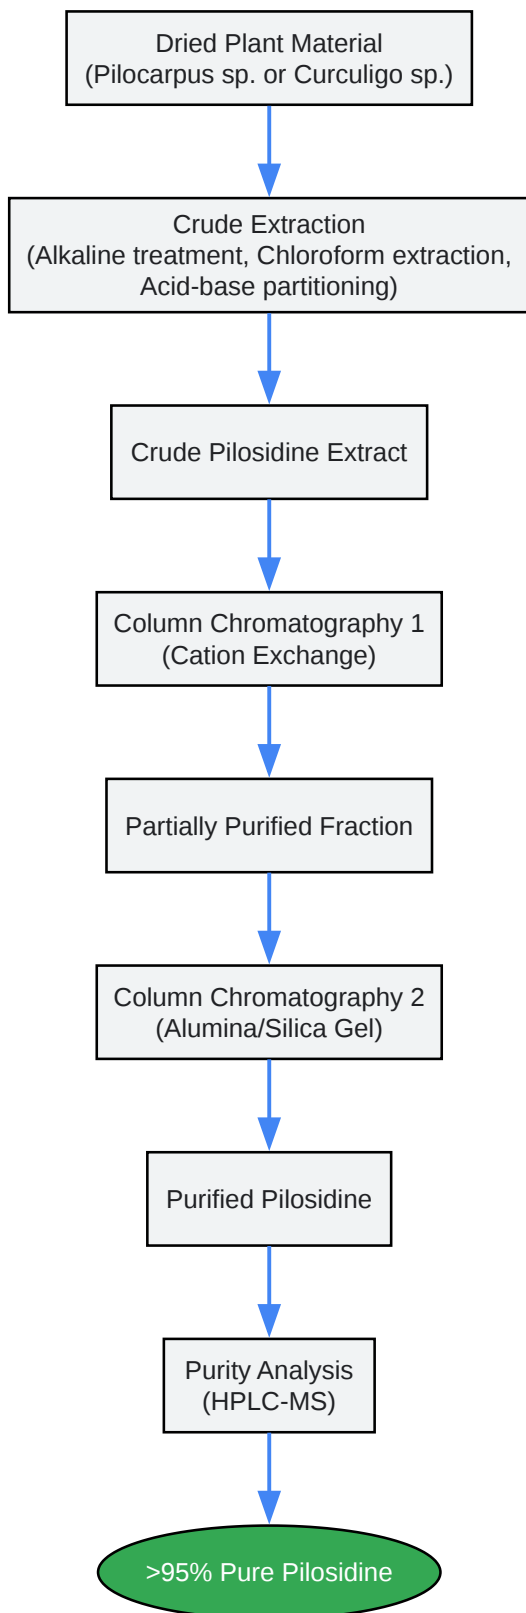 Dried Plant Material
(Pilocarpus sp. or Curculigo sp.)
Crude Extraction
(Alkaline treatment, Chloroform extraction,
Acid-base partitioning)
Crude Pilosidine Extract
Column Chromatography 1
(Cation Exchange)
Partially Purified Fraction
Column Chromatography 2
(Alumina/Silica Gel)
Purified Pilosidine
Purity Analysis
(HPLC-MS)
>95% Pure Pilosidine